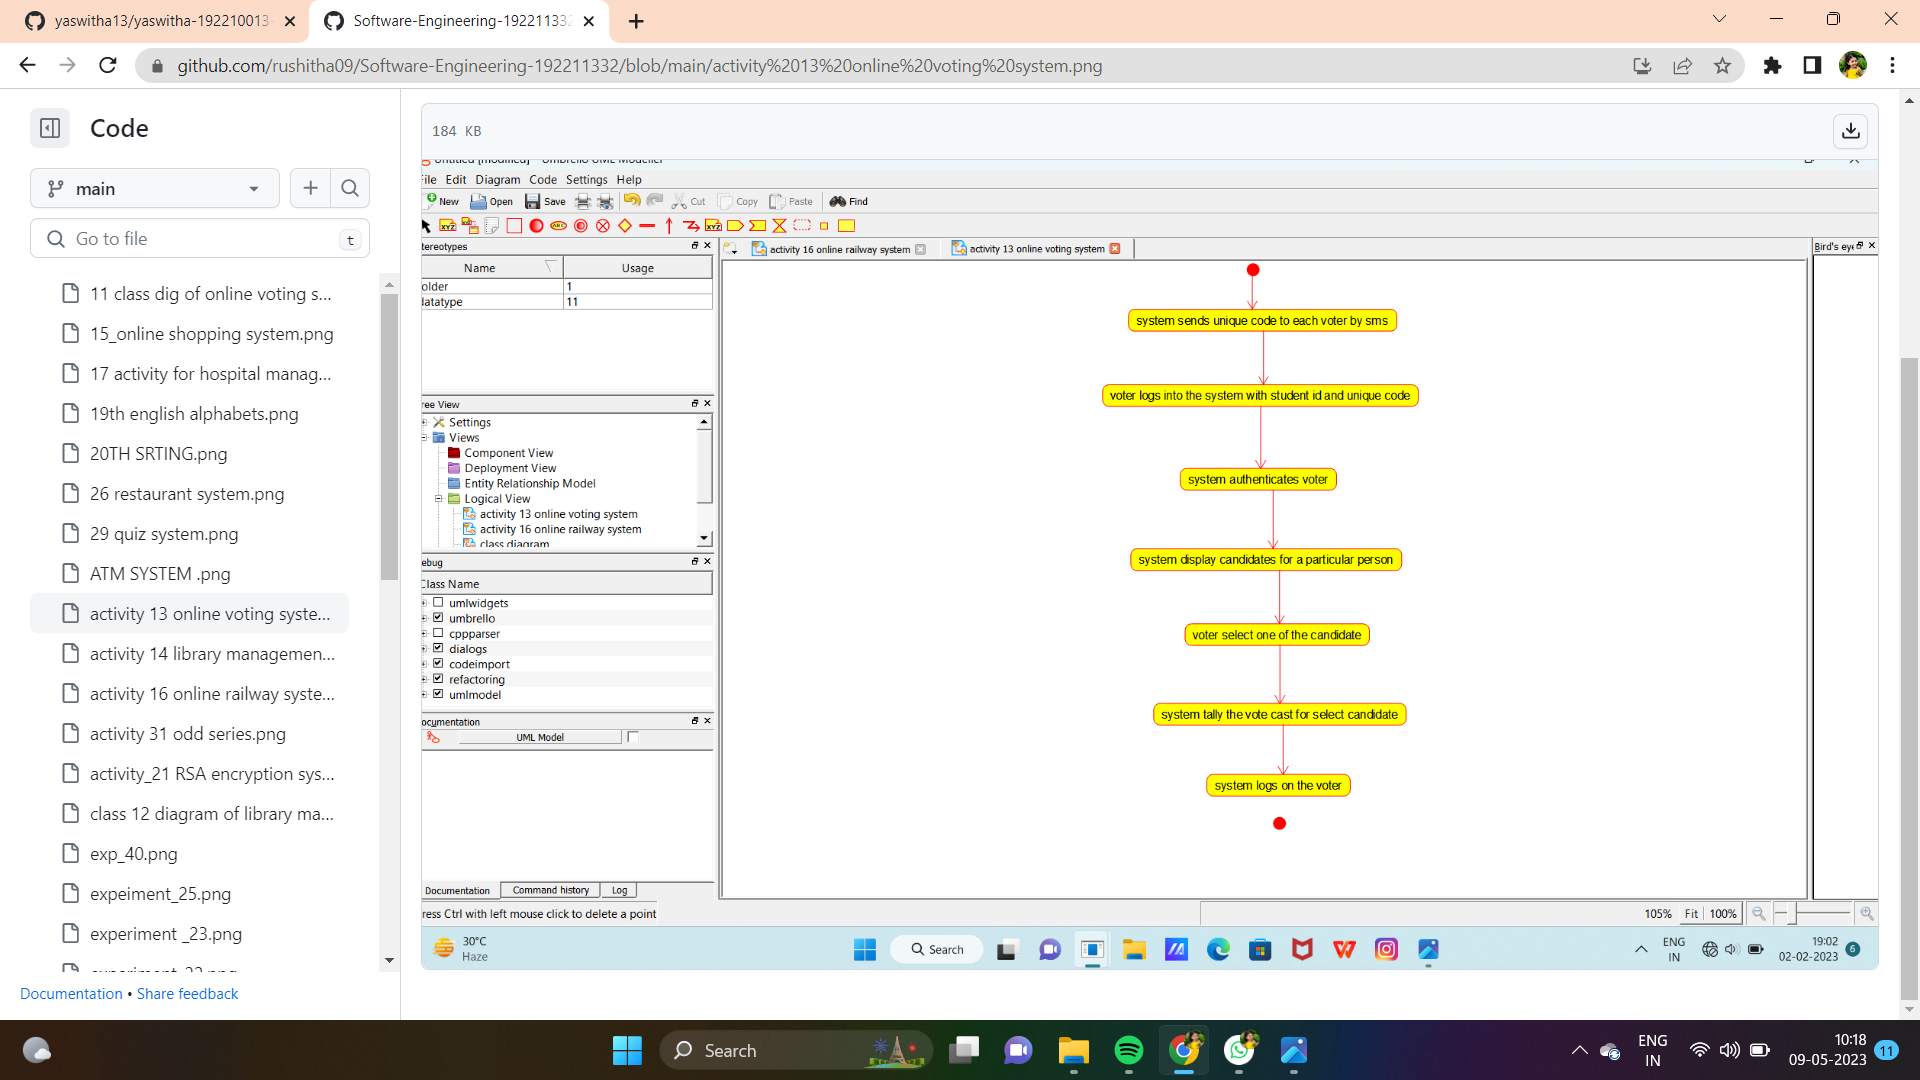 yaswitha13/yaswitha-192210013-
Software-Engineering-192211332
github.com/rushitha09/Software-Engineering-192211332/blob/main/activity%2013%20online%20voting%20system.png
Code
main
Go to file
t
11 class dig of online voting s...
15_online shopping system.png
17 activity for hospital manag...
19th english alphabets.png
20TH SRTING.png
26 restaurant system.png
29 quiz system.png
ATM SYSTEM .png
activity 13 online voting syste...
activity 14 library managemen...
activity 16 online railway syste...
activity 31 odd series.png
activity_21 RSA encryption sys...
class 12 diagram of library ma...
exp_40.png
expeiment_25.png
experiment _23.png
Documentation • Share feedback
184 KB
File Edit Diagram Code Settings Help
New Open Save Cut Copy Paste Find
tereotypes
Name Usage
older 1
datatype 11
ree View
Settings
Views
Component View
Deployment View
Entity Relationship Model
Logical View
activity 13 online voting system
activity 16 online railway system
class diagram
ebug
Class Name
umlwidgets
umbrello
cppparser
dialogs
codeimport
refactoring
umlmodel
ocumentation
UML Model
Documentation Command history Log
ress Ctrl with left mouse click to delete a point
activity 16 online railway system
activity 13 online voting system
Bird's eye
system sends unique code to each voter by sms
voter logs into the system with student id and unique code
system authenticates voter
system display candidates for a particular person
voter select one of the candidate
system tally the vote cast for select candidate
system logs on the voter
105% Fit 100%
30°C
Haze
Search
ENG
IN
19:02
02-02-2023
6
Search
ENG
IN
10:18
09-05-2023
11